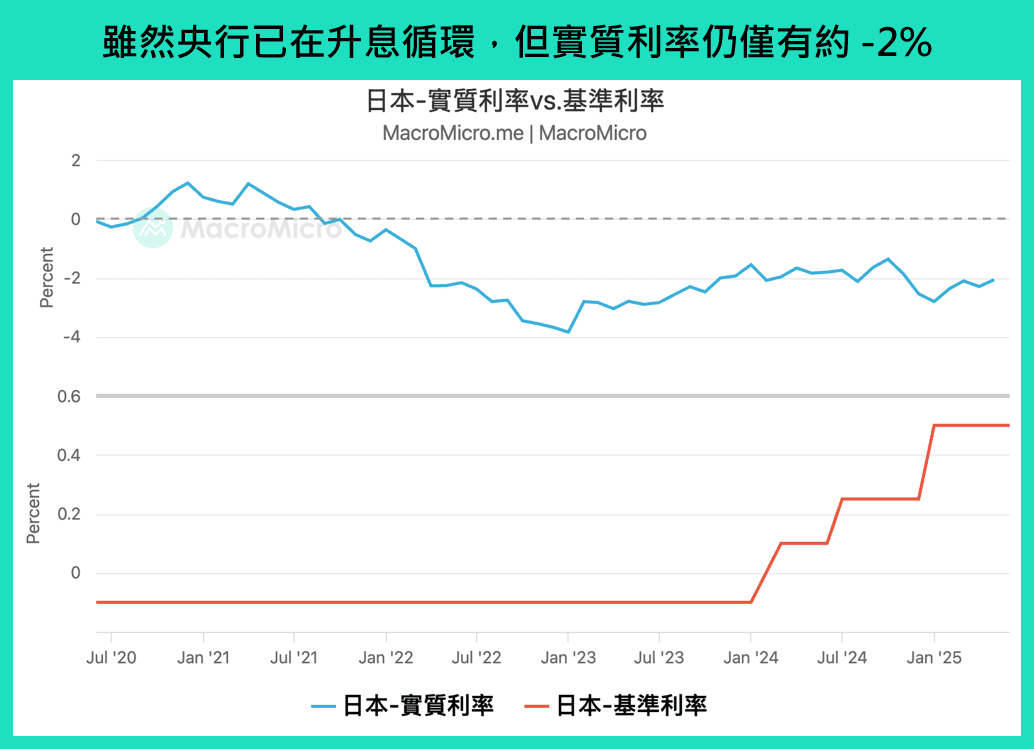 雖然央行已在升息循環，但實質利率仍僅有約 -2%
日本-實質利率vs.基準利率
MacroMicro.me | MacroMicro
2
0
-2
-4
Percent
MacroMicro
0.6
0.4
0.2
0
Percent
Jul '20 Jan '21 Jul '21 Jan '22 Jul '22 Jan '23 Jul '23 Jan '24 Jul '24 Jan '25
日本-實質利率 日本-基準利率